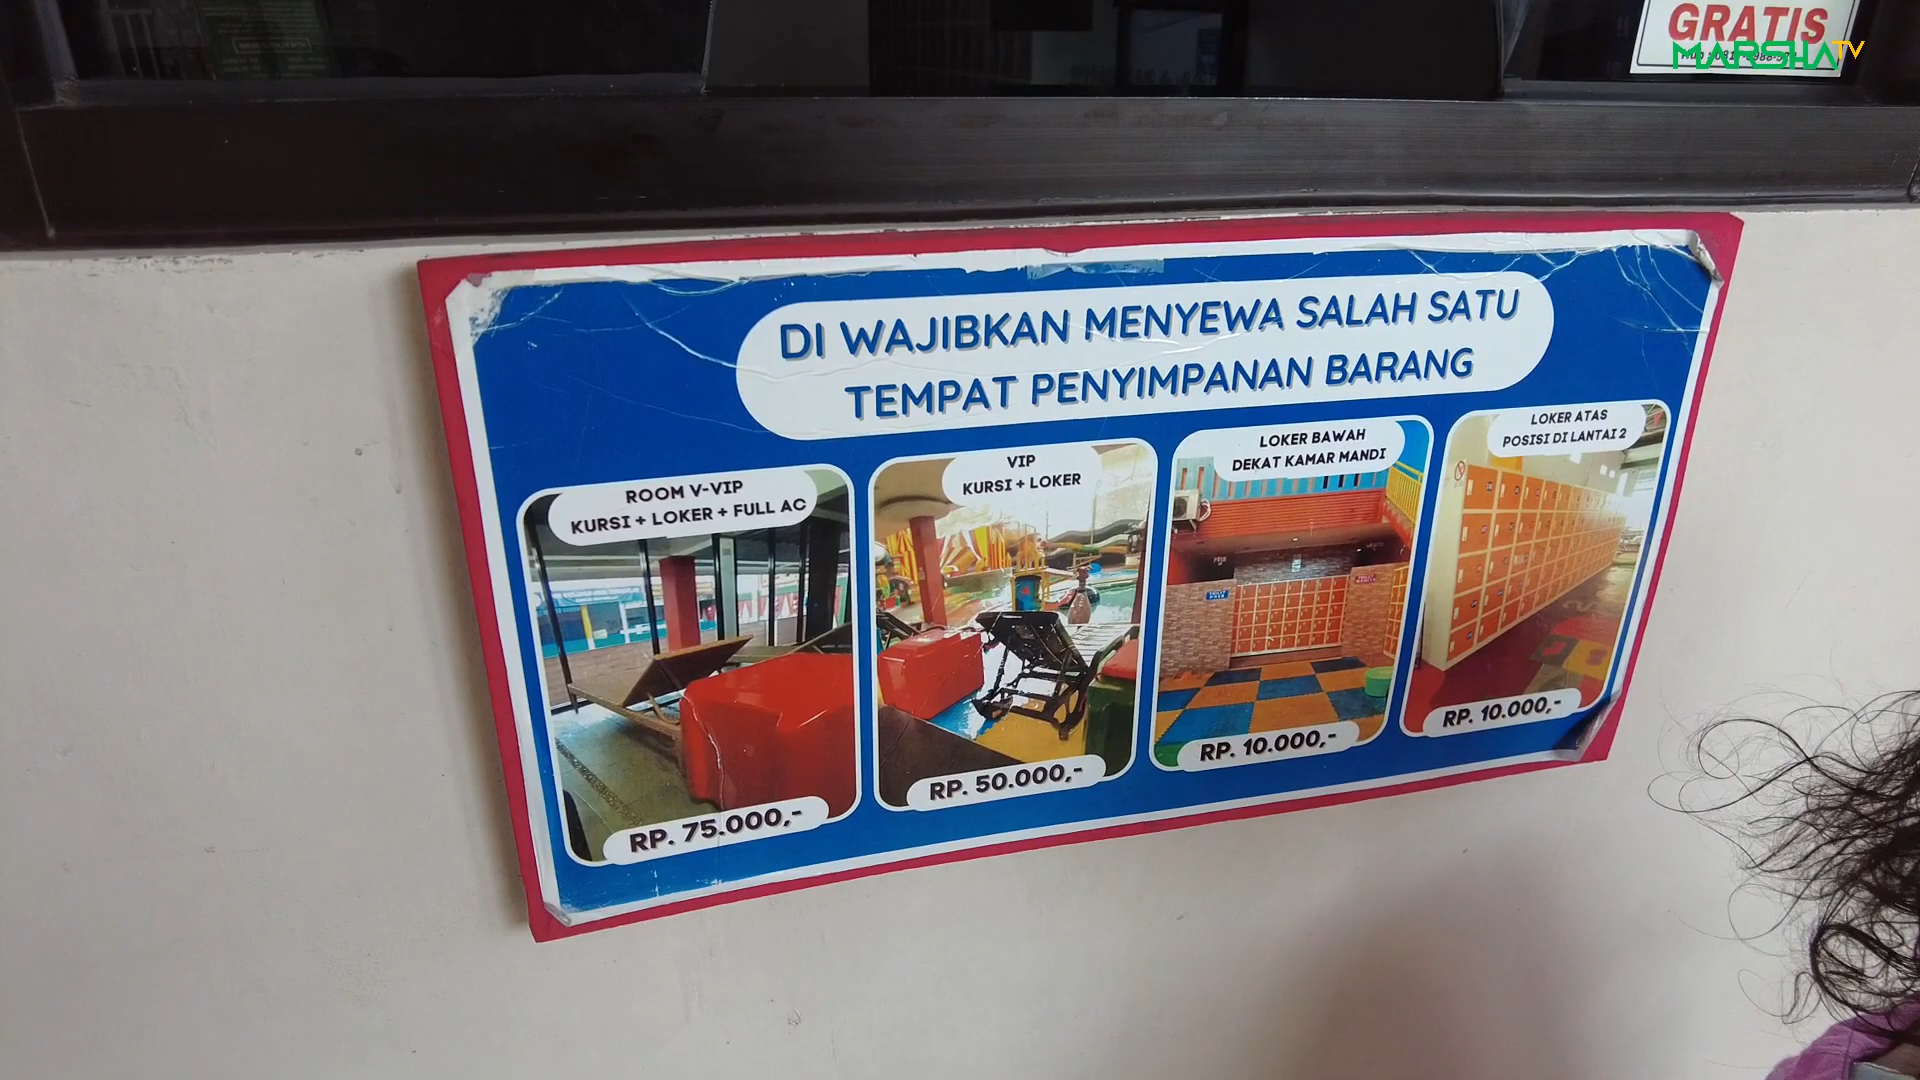 GRATIS
MARSHATV
DI WAJIBKAN MENYEWA SALAH SATU
TEMPAT PENYIMPANAN BARANG
ROOM V-VIP
KURSI + LOKER + FULL AC
RP. 75.000,-
VIP
KURSI + LOKER
RP. 50.000,-
LOKER BAWAH
DEKAT KAMAR MANDI
RP. 10.000,-
LOKER ATAS
POSISI DI LANTAI 2
RP. 10.000,-